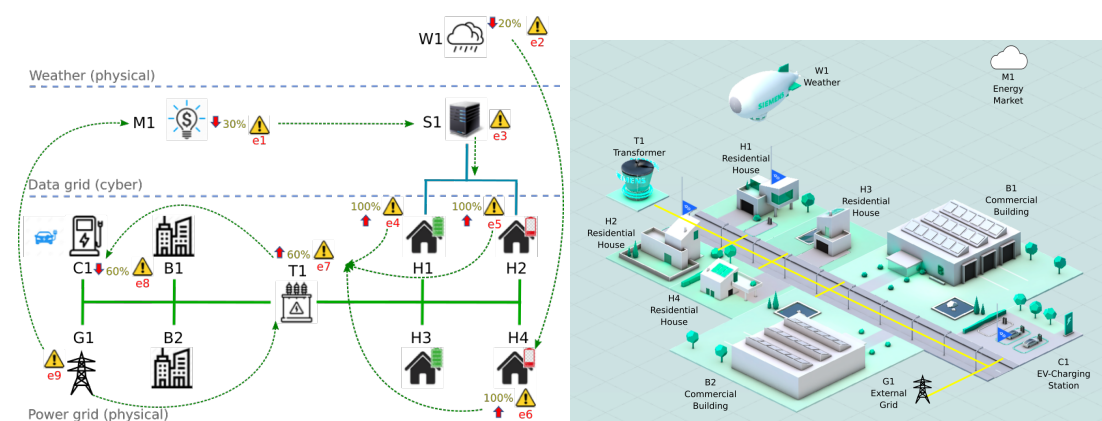 W1
20%
e2
Weather (physical)
M1
30%
e1
S1
e3
Data grid (cyber)
100%
e4
100%
e5
C1
60%
e8
B1
60%
e7
T1
H1
H2
G1
e9
B2
H3
H4
100%
e6
Power grid (physical)
W1
Weather
SIEMENS
M1
Energy
Market
T1
Transformer
H1
Residential
House
H3
Residential
House
B1
Commercial
Building
H2
Residential
House
H4
Residential
House
B2
Commercial
Building
G1
External
Grid
C1
EV-Charging
Station